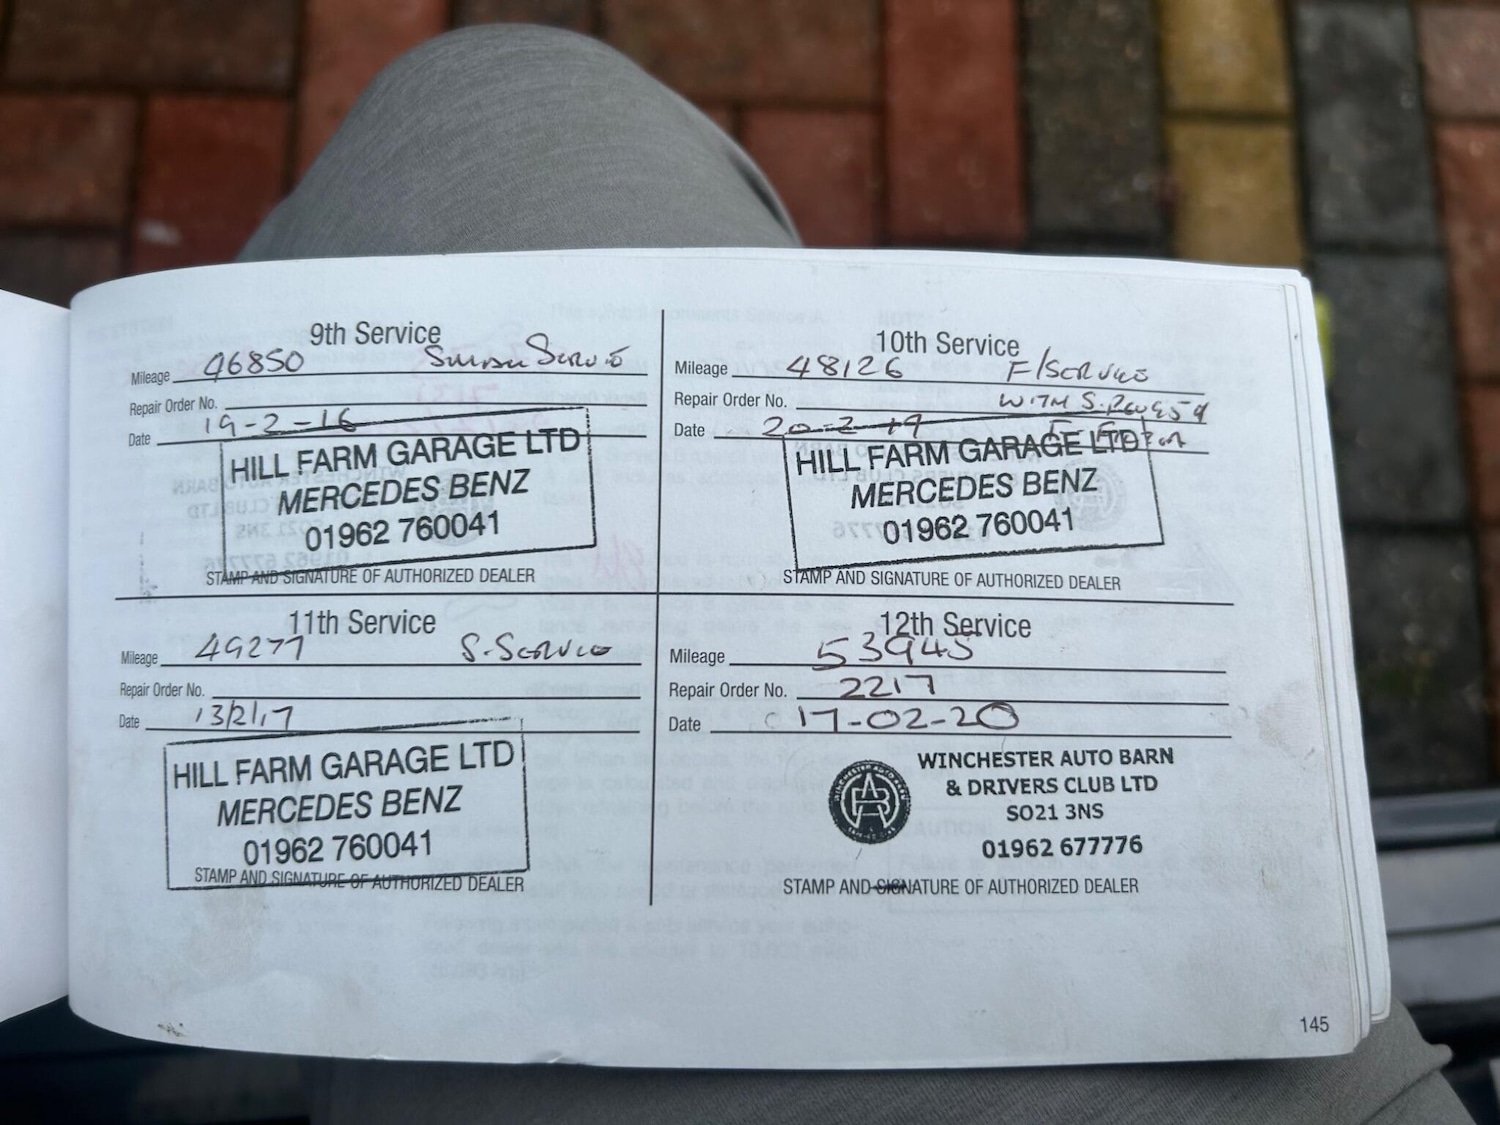 9th Service
Mileage 46850
Repair Order No.
Date 19-2-16
HILL FARM GARAGE LTD
MERCEDES BENZ
01962 760041
STAMP AND SIGNATURE OF AUTHORIZED DEALER
10th Service
Mileage 48126 F/SERVICE
Repair Order No. WITH
Date 20-2-
HILL FARM GARAGE LTD
MERCEDES BENZ
01962 760041
STAMP AND SIGNATURE OF AUTHORIZED DEALER
11th Service
Mileage 49277 S-SERVICE
Repair Order No.
Date 13/2/17
HILL FARM GARAGE LTD
MERCEDES BENZ
01962 760041
STAMP AND SIGNATURE OF AUTHORIZED DEALER
12th Service
Mileage 53945
Repair Order No. 2217
Date 17-02-20
WINCHESTER AUTO BARN
& DRIVERS CLUB LTD
SO21 3NS
01962 677776
STAMP AND SIGNATURE OF AUTHORIZED DEALER
145